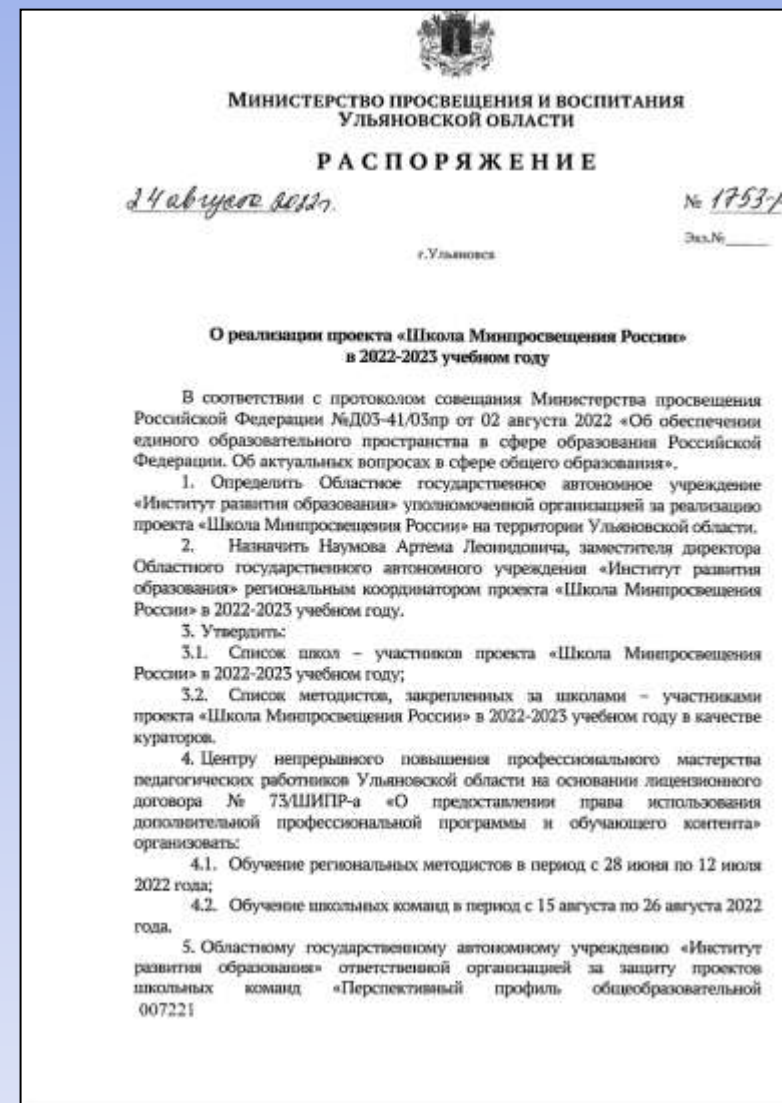 МИНИСТЕРСТВО ПРОСВЕЩЕНИЯ И ВОСПИТАНИЯ
УЛЬЯНОВСКОЙ ОБЛАСТИ
РАСПОРЯЖЕНИЕ
24 августа 2022г.
№ 1753-р
Экз.№
г.Ульяновск
О реализации проекта «Школа Минпросвещения России»
в 2022-2023 учебном году
В соответствии с протоколом совещания Министерства просвещения
Российской Федерации №Д03-41/03пр от 02 августа 2022 «Об обеспечении
единого образовательного пространства в сфере образования Российской
Федерации. Об актуальных вопросах в сфере общего образования».
1. Определить Областное государственное автономное учреждение
«Институт развития образования» уполномоченной организацией за реализацию
проекта «Школа Минпросвещения России» на территории Ульяновской области.
2. Назначить Наумова Артема Леонидовича, заместителя директора
Областного государственного автономного учреждения «Институт развития
образования» региональным координатором проекта «Школа Минпросвещения
России» в 2022-2023 учебном году.
3. Утвердить:
3.1. Список школ – участников проекта «Школа Минпросвещения
России» в 2022-2023 учебном году;
3.2. Список методистов, закрепленных за школами – участниками
проекта «Школа Минпросвещения России» в 2022-2023 учебном году в качестве
кураторов.
4. Центру непрерывного повышения профессионального мастерства
педагогических работников Ульяновской области на основании лицензионного
договора № 73/ШИПР-а «О предоставлении права использования
дополнительной профессиональной программы и обучающего контента»
организовать:
4.1. Обучение региональных методистов в период с 28 июня по 12 июля
2022 года;
4.2. Обучение школьных команд в период с 15 августа по 26 августа 2022
года.
5. Областному государственному автономному учреждению «Институт
развития образования» ответственной организацией за защиту проектов
школьных команд «Перспективный профиль общеобразовательной
007221